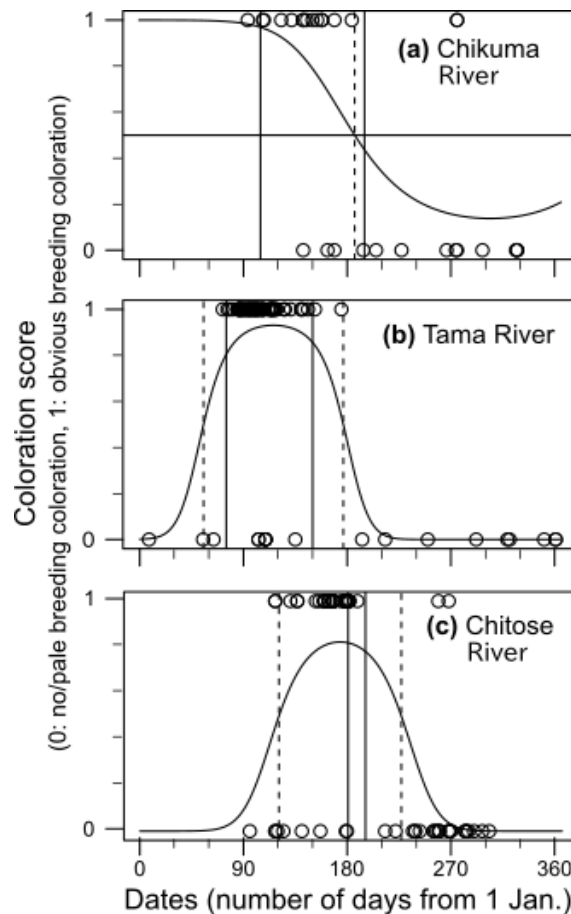 Coloration score
(0: no/pale breeding coloration, 1: obvious breeding coloration)
1
0
(a) Chikuma
River
1
0
(b) Tama River
1
0
(c) Chitose
River
0 90 180 270 360
Dates (number of days from 1 Jan.)